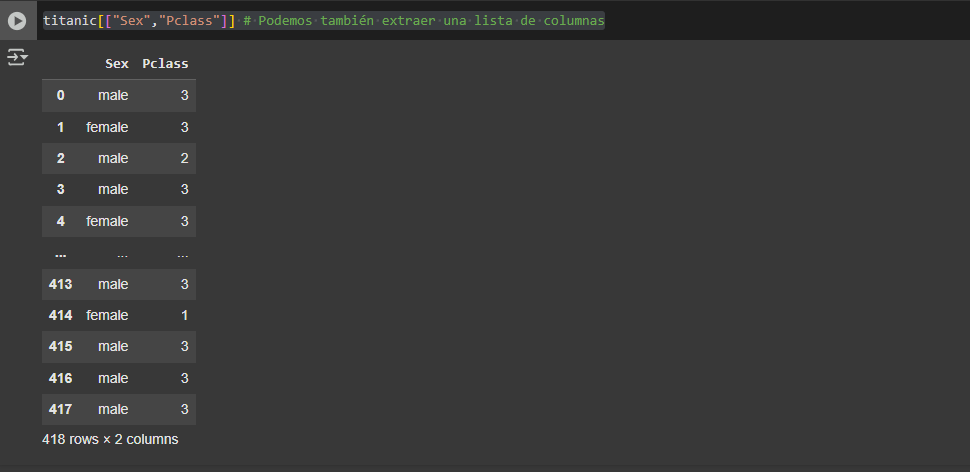 titanic[["Sex","Pclass"]] # Podemos también extraer una lista de columnas
Sex Pclass
0 male 3
1 female 3
2 male 2
3 male 3
4 female 3
... ... ...
413 male 3
414 female 1
415 male 3
416 male 3
417 male 3
418 rows × 2 columns